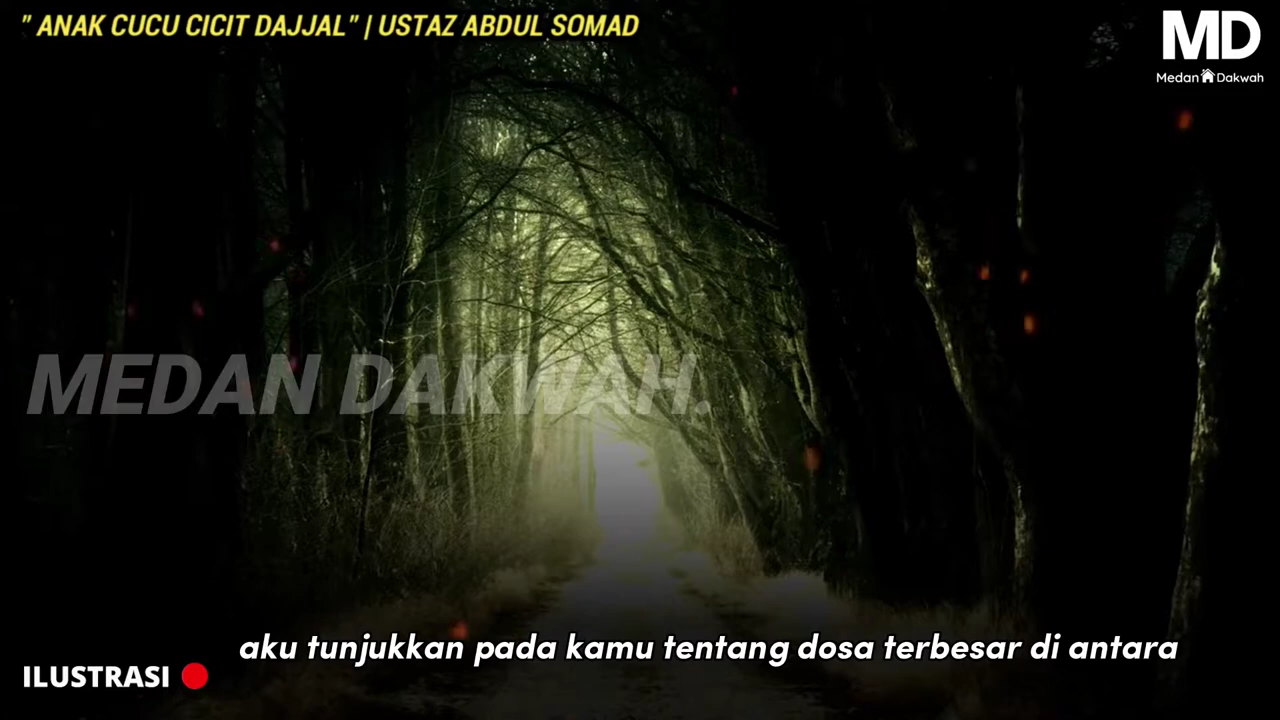 " ANAK CUCU CICIT DAJJAL" | USTAZ ABDUL SOMAD
MD
Medan Dakwah
MEDAN DAKWAH.
aku tunjukkan pada kamu tentang dosa terbesar di antara
ILUSTRASI